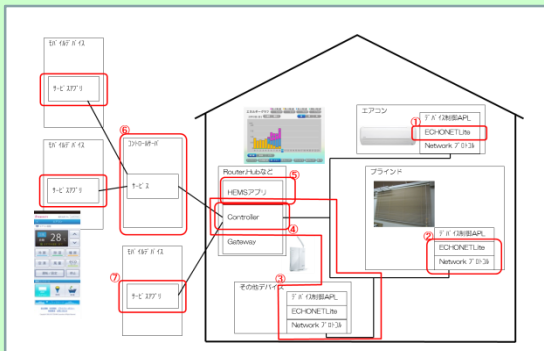 ﾓﾊﾞｲﾙﾃﾞﾊﾞｲｽ
ｻｰﾋﾞｽｱﾌﾟﾘ
ﾓﾊﾞｲﾙﾃﾞﾊﾞｲｽ
ｻｰﾋﾞｽｱﾌﾟﾘ
28
⑥
ｺﾝﾄﾛｰﾙｻｰﾊﾞ
ｻｰﾋﾞｽ
ﾓﾊﾞｲﾙﾃﾞﾊﾞｲｽ
⑦
ｻｰﾋﾞｽｱﾌﾟﾘ
Router,Hubなど
⑤
HEMSアプリ
Controller
④
Gateway
その他デバイス
③
ﾃﾞﾊﾞｲｽ制御APL
ECHONETLite
Network ﾌﾟﾛﾄｺﾙ
エアコン
①
ﾃﾞﾊﾞｲｽ制御APL
ECHONETLite
Network ﾌﾟﾛﾄｺﾙ
ブラインド
ﾃﾞﾊﾞｲｽ制御APL
②
ECHONETLite
Network ﾌﾟﾛﾄｺﾙ